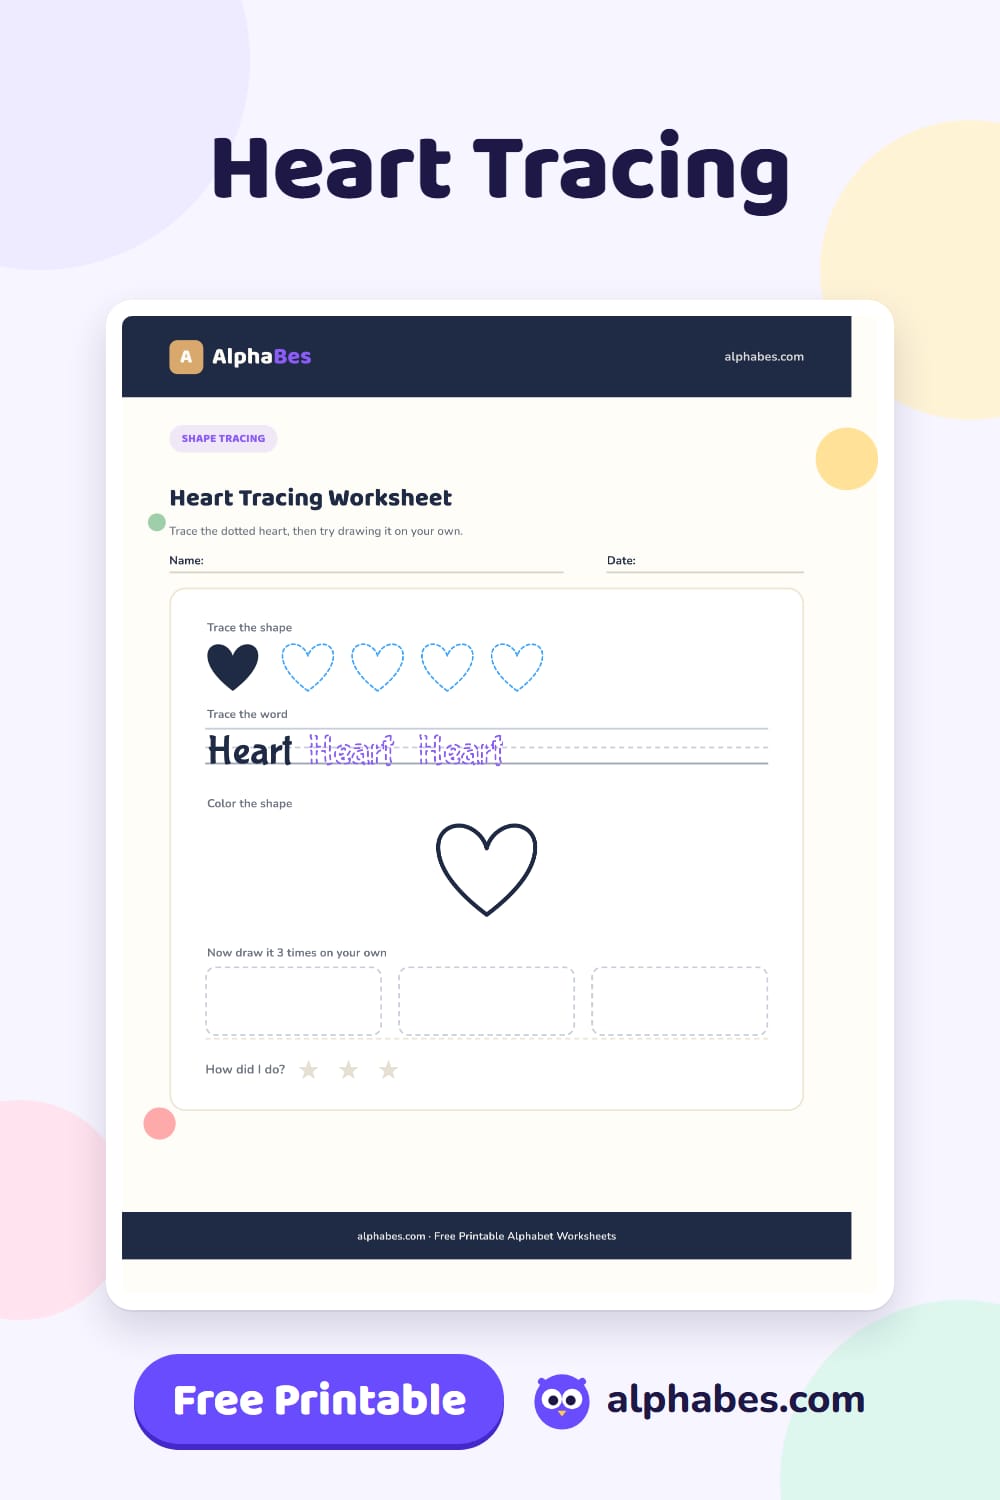 Heart Tracing
A AlphaBes
alphabes.com
SHAPE TRACING
Heart Tracing Worksheet
Trace the dotted heart, then try drawing it on your own.
Name: Date:
Trace the shape
Trace the word
Heart Heart Heart
Color the shape
Now draw it 3 times on your own
How did I do?
alphabes.com · Free Printable Alphabet Worksheets
Free Printable
alphabes.com